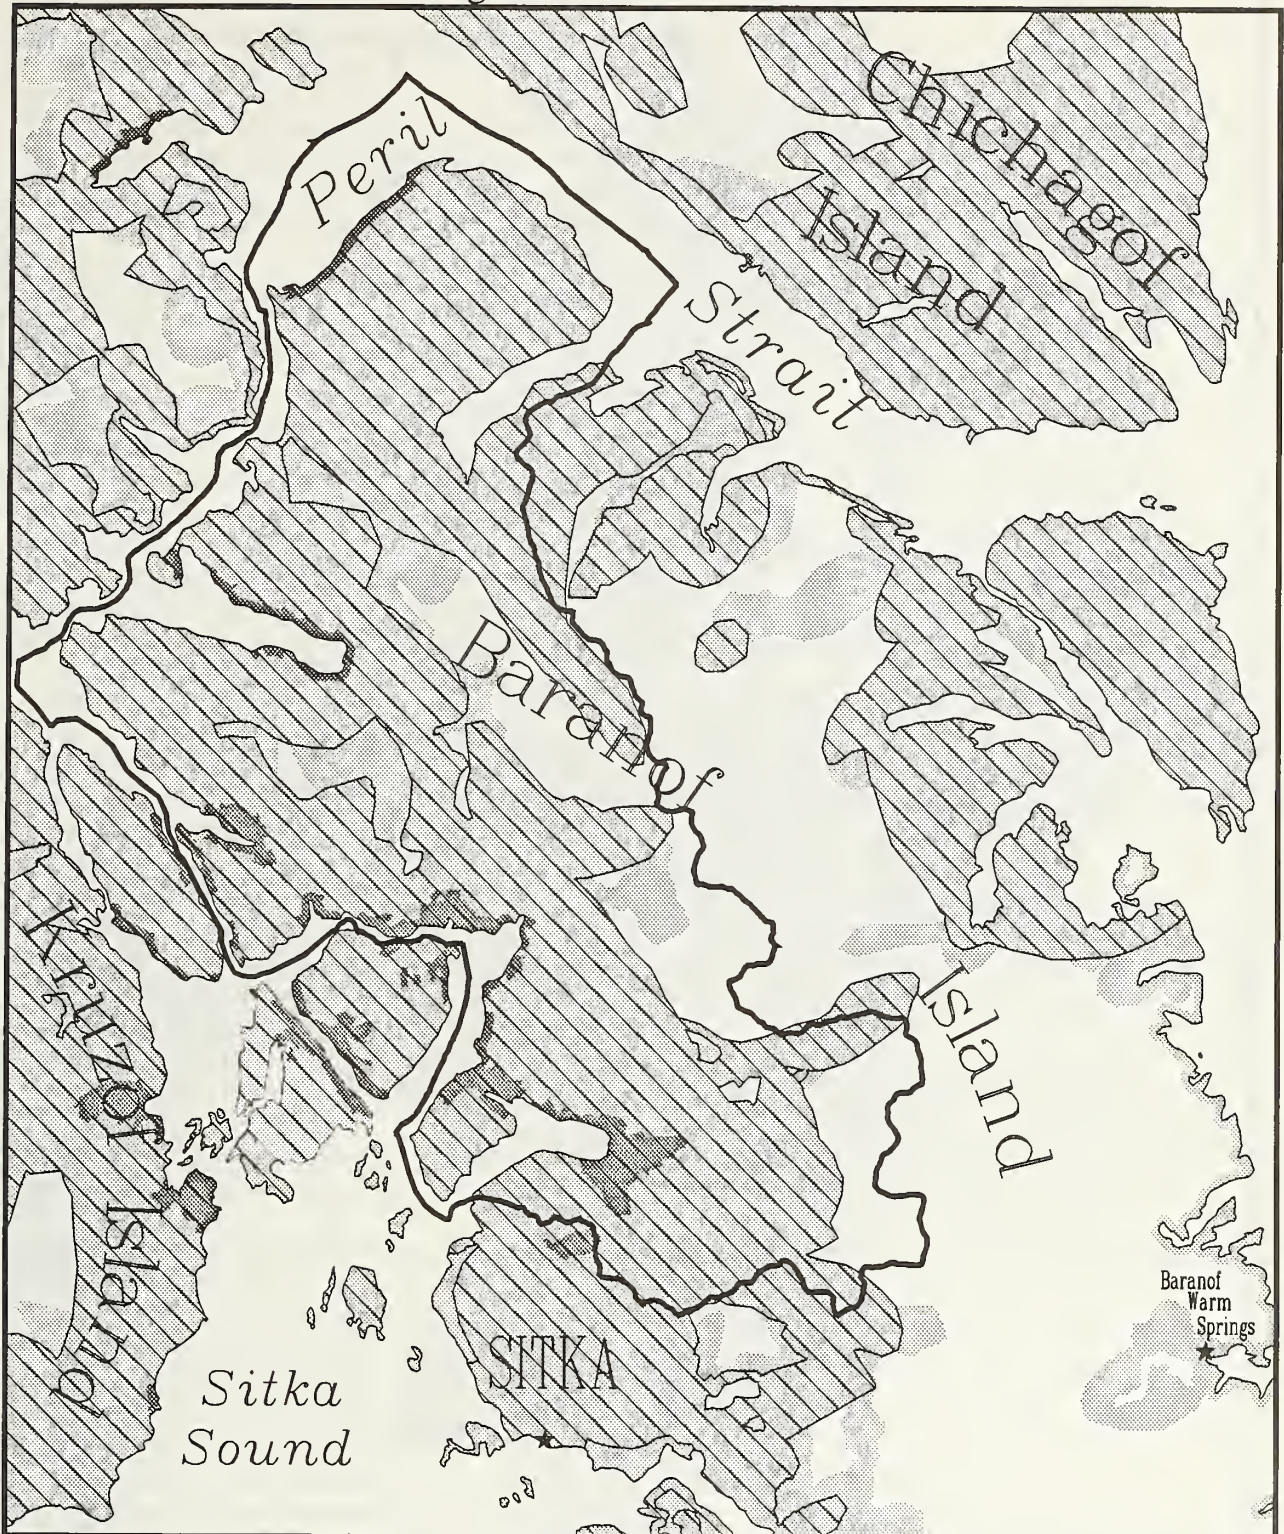 Chichagof
Island
Peril
Strait
Baranof
Island
Kruzof Island
Baranof
Warm
Springs
SITKA
Sitka
Sound